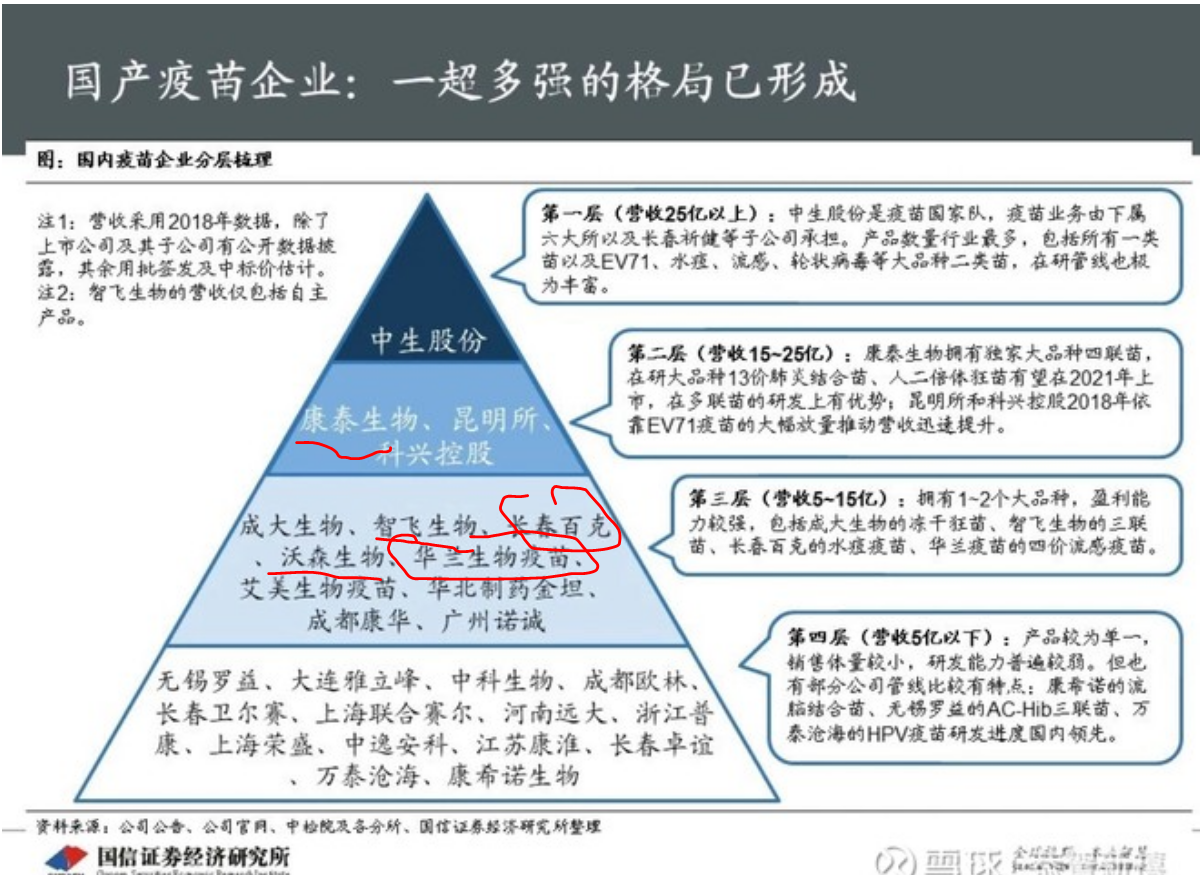 国产疫苗企业：一超多强的格局已形成
图：国内疫苗企业分层梳理
注1：营收采用2018年数据，除了
上市公司及其子公司有公开数据披
露，其余用批签发及中标价估计。
注2：智飞生物的营收仅包括自主
产品。
中生股份
康泰生物、昆明所、
科兴控股
成大生物、智飞生物、长春百克
、沃森生物、华兰生物疫苗、
艾美生物疫苗、华北制药金坦、
成都康华、广州诺诚
无锡罗益、大连雅立峰、中科生物、成都欧林、
长春卫尔赛、上海联合赛尔、河南远大、浙江普
康、上海荣盛、中逸安科、江苏康淮、长春卓谊
、万泰沧海、康希诺生物
第一层（营收25亿以上）：中生股份是疫苗国家队，疫苗业务由下属
六大所以及长春祈健等子公司承担。产品数量行业最多，包括所有一类
苗以及EV71、水痘、流感、轮状病毒等大品种二类苗，在研管线也极
为丰富。
第二层（营收15~25亿）：康泰生物拥有独家大品种四联苗，
在研大品种13价肺炎结合苗、人二倍体狂苗有望在2021年上
市，在多联苗的研发上有优势；昆明所和科兴控股2018年依
靠EV71疫苗的大幅放量推动营收迅速提升。
第三层（营收5~15亿）：拥有1~2个大品种，盈利能
力较强，包括成大生物的冻干狂苗、智飞生物的三联
苗、长春百克的水痘疫苗、华兰疫苗的四价流感疫苗。
第四层（营收5亿以下）：产品较为单一，
销售体量较小，研发能力普遍较弱。但也
有部分公司管线比较有特点：康希诺的流
脑结合苗、无锡罗益的AC-Hib三联苗、万
泰沧海的HPV疫苗研发进度国内领先。
资料来源：公司公告、公司官网、中检院及各分所、国信证券经济研究所整理
国信证券经济研究所
雪球